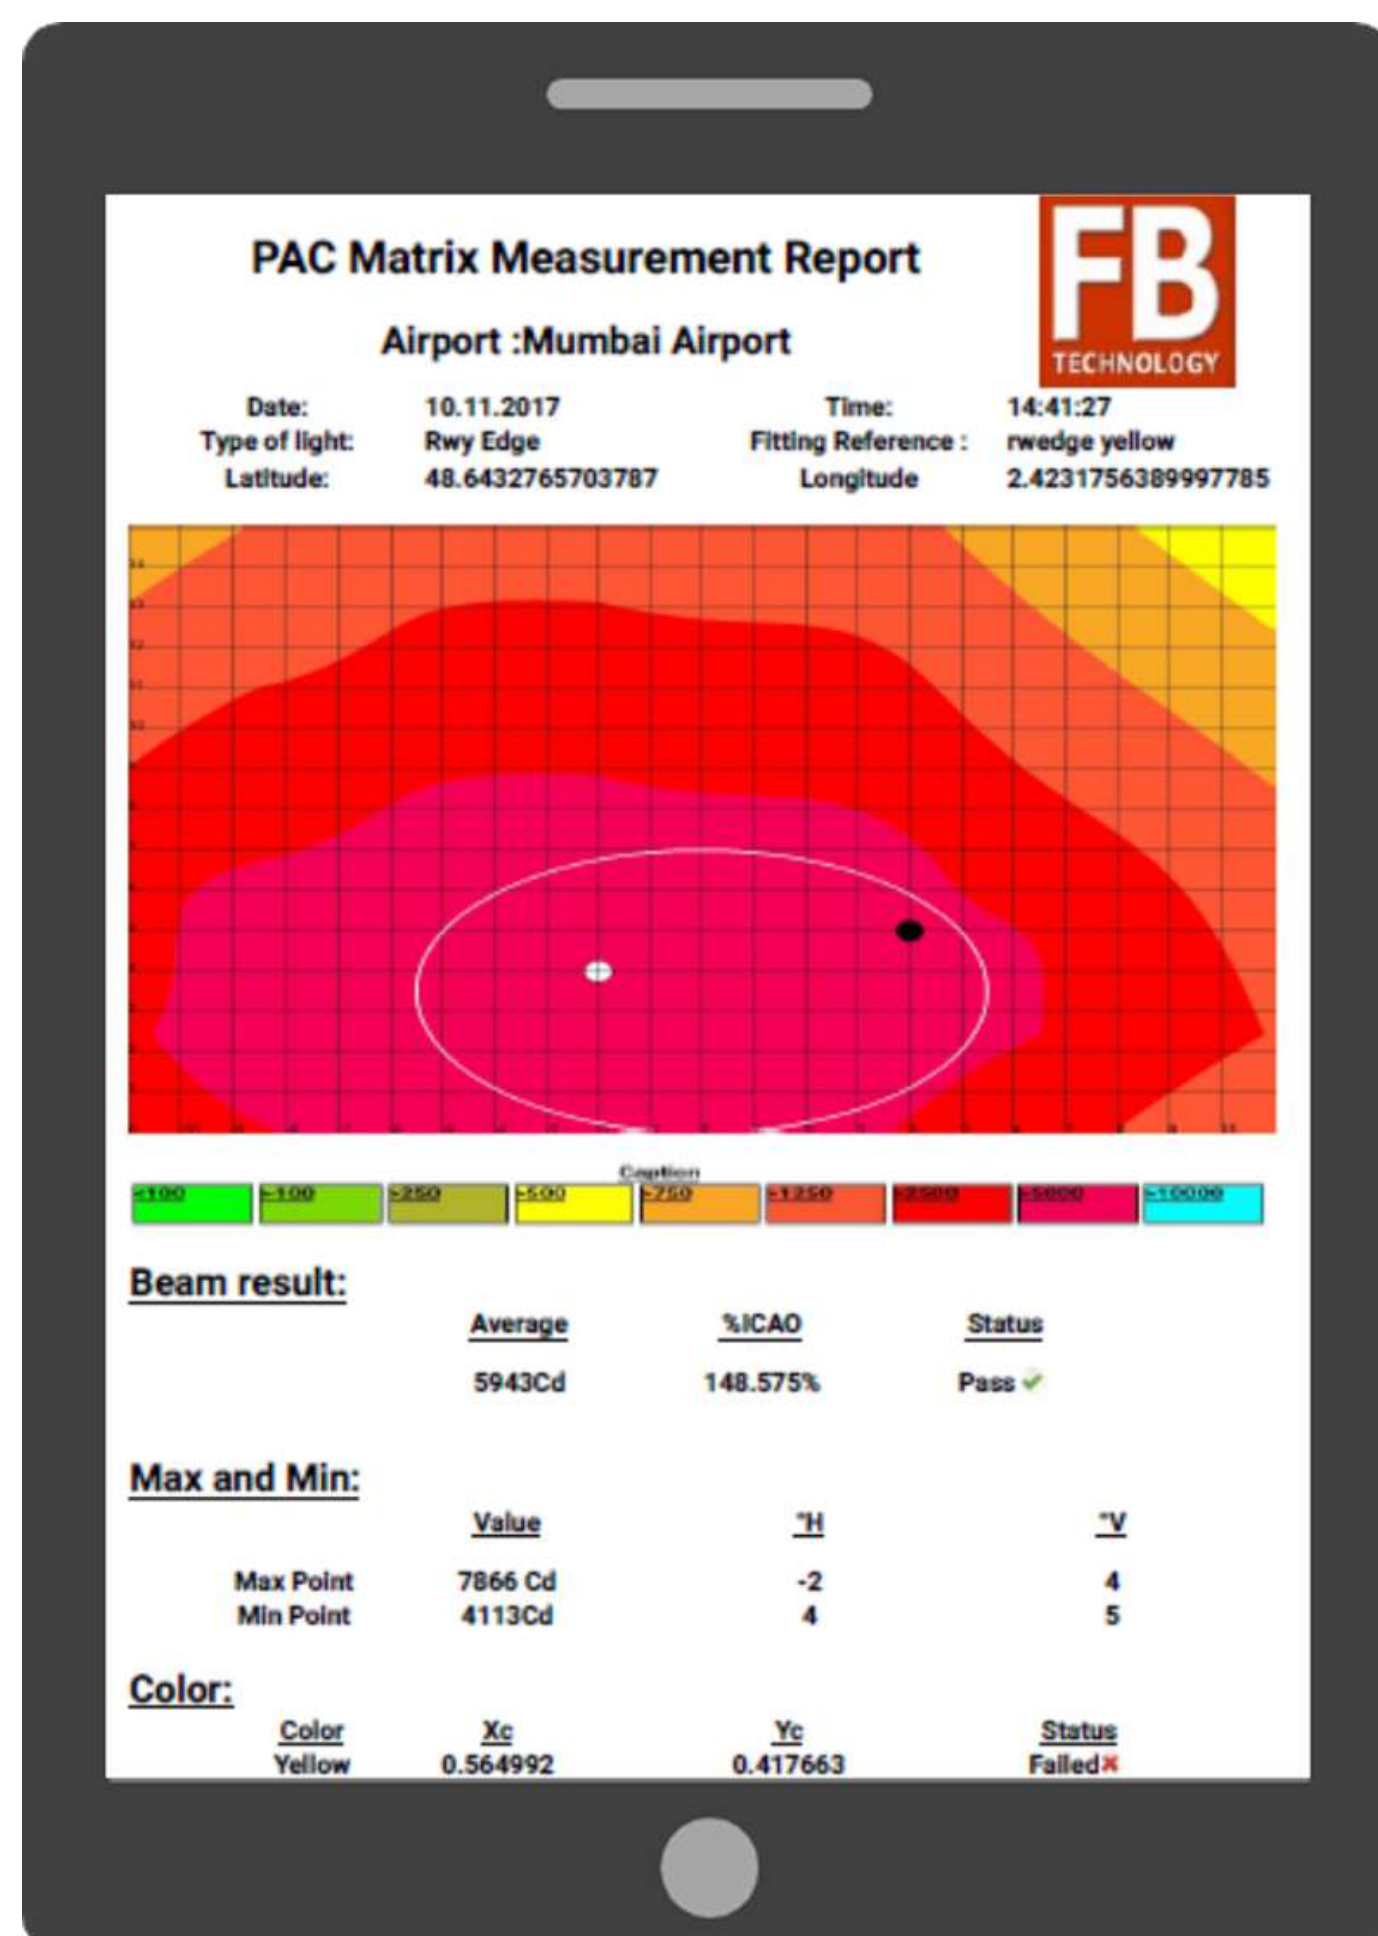 PAC Matrix Measurement Report
FB
TECHNOLOGY
Airport :Mumbai Airport
Date: 10.11.2017 Time: 14:41:27
Type of light: Rwy Edge Fitting Reference : rwedge yellow
Latitude: 48.6432765703787 Longitude 2.4231756389997785
Caption
<100 >100 >250 >500 >750 >1250 >2500 >5000 >10000
Beam result:
Average %ICAO Status
5943Cd 148.575% Pass
Max and Min:
Value °H °V
Max Point 7866 Cd -2 4
Min Point 4113Cd 4 5
Color:
Color Xc Yc Status
Yellow 0.564992 0.417663 Failed